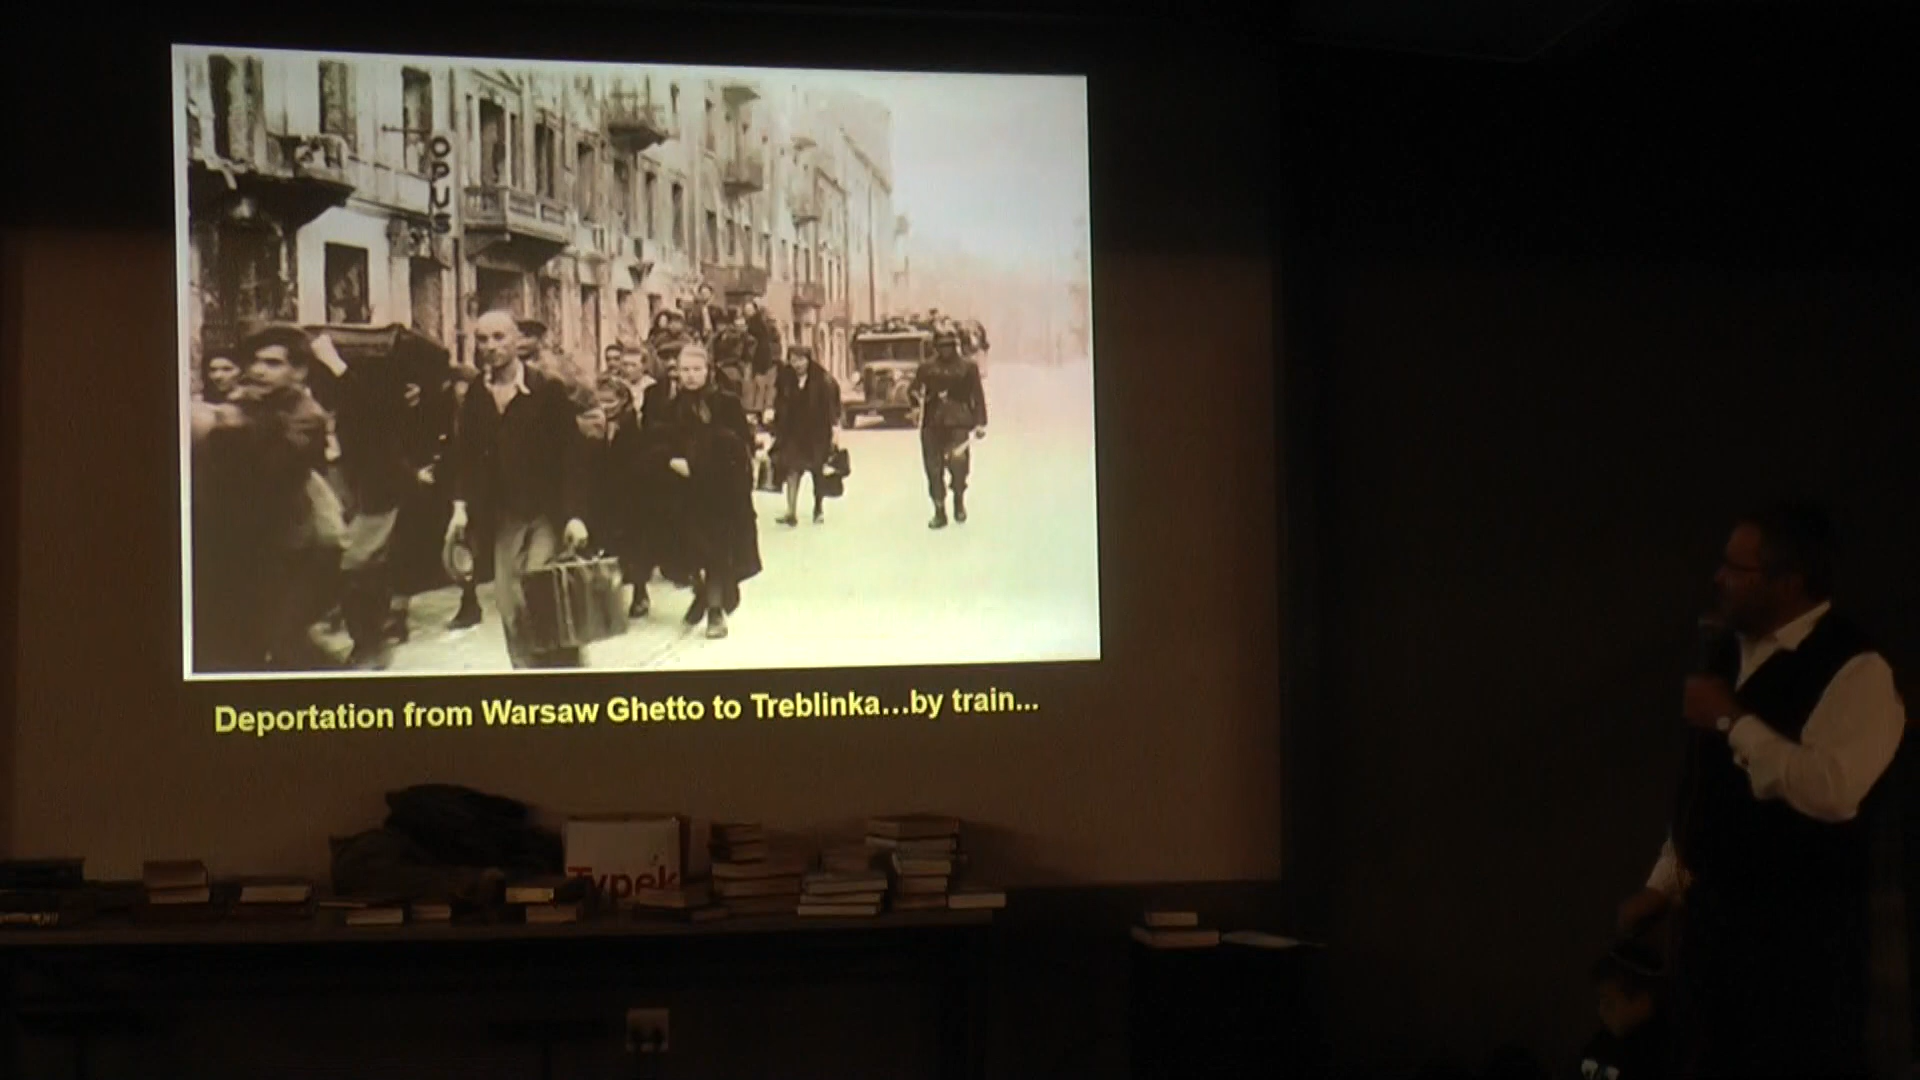 OPUS
Deportation from Warsaw Ghetto to Treblinka...by train...
Typek